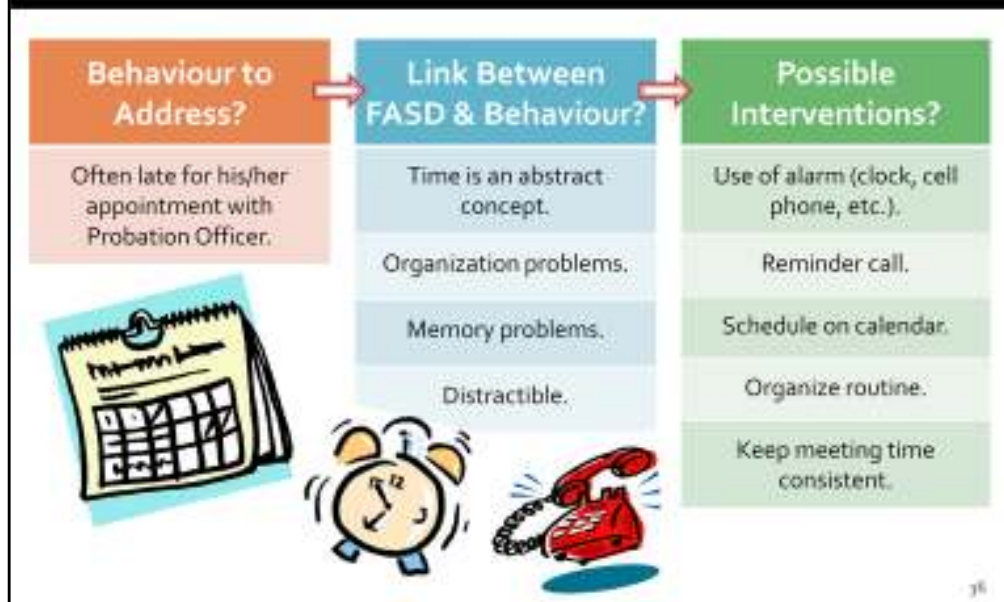 Behaviour to
Address?
Often late for his/her
appointment with
Probation Officer.
Link Between
FASD & Behaviour?
Time is an abstract
concept.
Organization problems.
Memory problems.
Distractible.
Possible
Interventions?
Use of alarm (clock, cell
phone, etc.).
Reminder call.
Schedule on calendar.
Organize routine.
Keep meeting time
consistent.
12
36